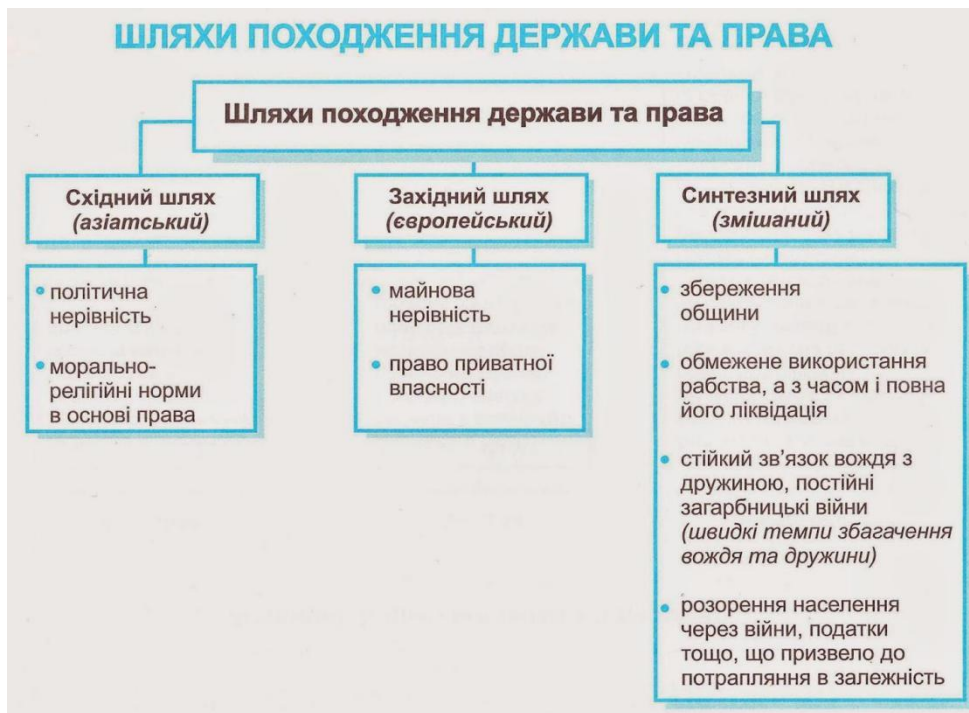 ШЛЯХИ ПОХОДЖЕННЯ ДЕРЖАВИ ТА ПРАВА
Шляхи походження держави та права
Східний шлях
(азіатський)
• політична
нерівність
• морально-
релігійні норми
в основі права
Західний шлях
(європейський)
• майнова
нерівність
• право приватної
власності
Синтезний шлях
(змішаний)
• збереження
общини
• обмежене використання
рабства, а з часом і повна
його ліквідація
• стійкий зв’язок вождя з
дружиною, постійні
загарбницькі війни
(швидкі темпи збагачення
вождя та дружини)
• розорення населення
через війни, податки
тощо, що призвело до
потрапляння в залежність